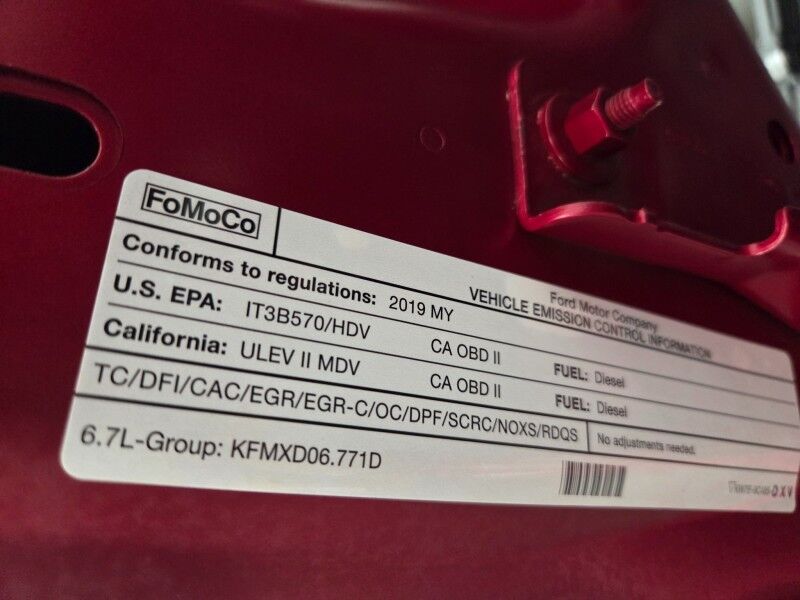 FoMoCo
Ford Motor Company
VEHICLE EMISSION CONTROL INFORMATION
Conforms to regulations: 2019 MY
U.S. EPA: IT3B570/HDV CA OBD II FUEL: Diesel
California: ULEV II MDV CA OBD II FUEL: Diesel
TC/DFI/CAC/EGR/EGR-C/OC/DPF/SCRC/NOXS/RDQS No adjustments needed.
6.7L-Group: KFMXD06.771D
DXV